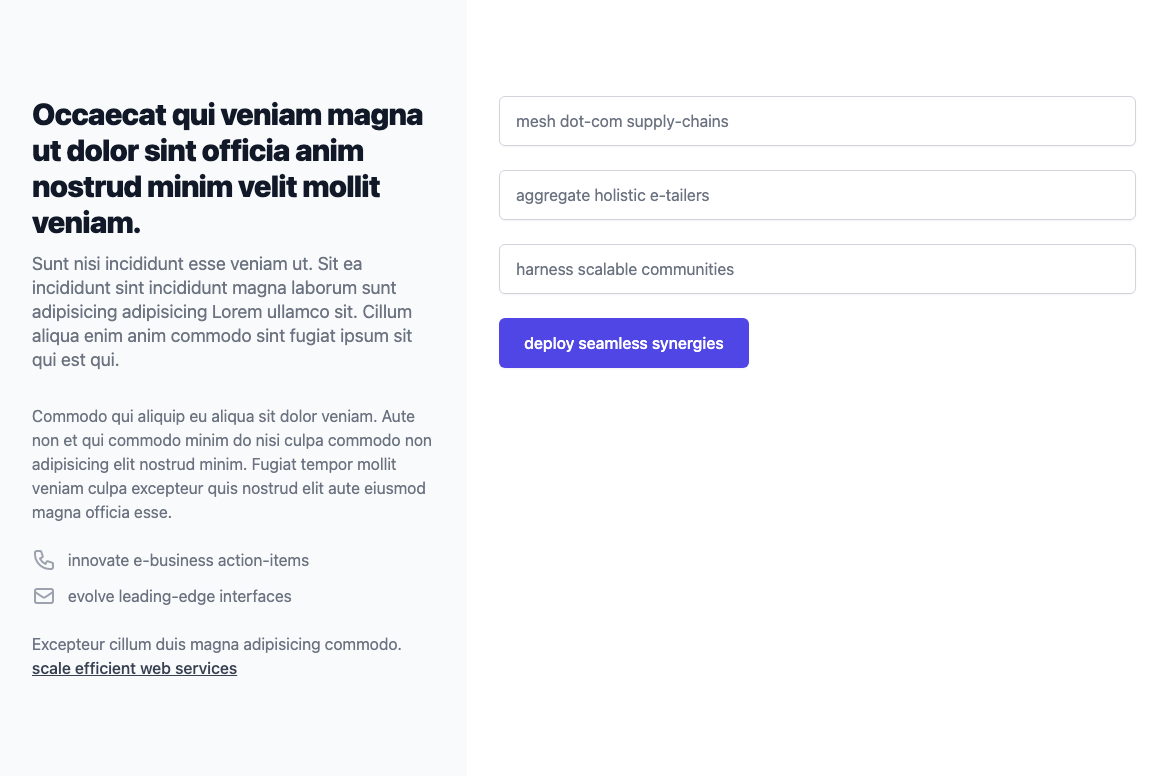 Occaecat qui veniam magna
ut dolor sint officia anim
nostrud minim velit mollit
veniam.
Sunt nisi incididunt esse veniam ut. Sit ea
incididunt sint incididunt magna laborum sunt
adipisicing adipisicing Lorem ullamco sit. Cillum
aliqua enim anim commodo sint fugiat ipsum sit
qui est qui.
Commodo qui aliquip eu aliqua sit dolor veniam. Aute
non et qui commodo minim do nisi culpa commodo non
adipisicing elit nostrud minim. Fugiat tempor mollit
veniam culpa excepteur quis nostrud elit aute eiusmod
magna officia esse.
innovate e-business action-items
evolve leading-edge interfaces
Excepteur cillum duis magna adipisicing commodo.
scale efficient web services
mesh dot-com supply-chains
aggregate holistic e-tailers
harness scalable communities
deploy seamless synergies